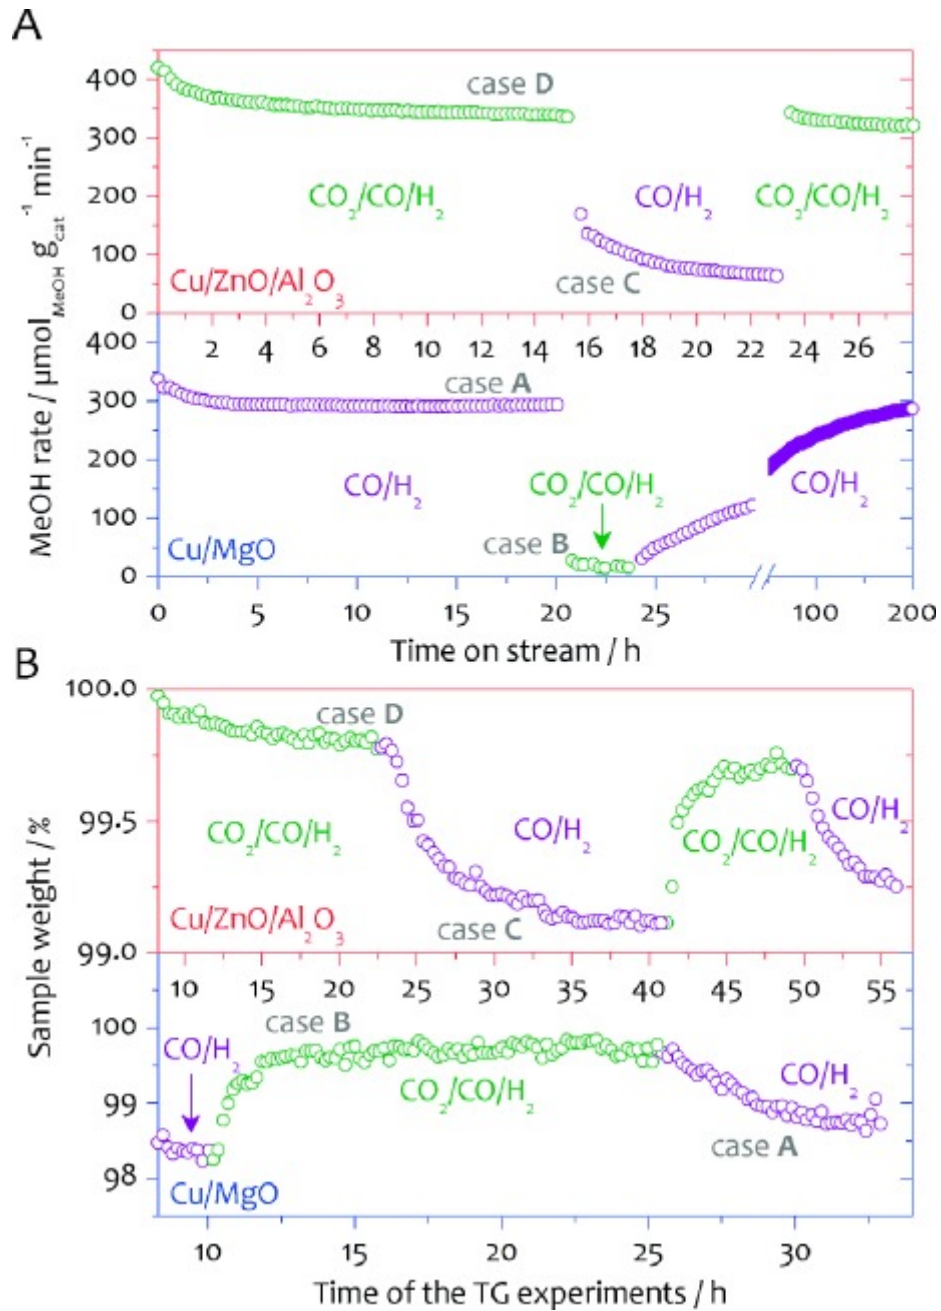 A
MeOH rate / µmol MeOH g cat ⁻¹ min⁻¹
400
300
200
100
0
case D
CO₂/CO/H₂
CO/H₂
CO₂/CO/H₂
case C
Cu/ZnO/Al₂O₃
2 4 6 8 10 12 14 16 18 20 22 24 26
400
300
200
100
0
case A
CO/H₂
CO₂/CO/H₂
CO/H₂
case B
Cu/MgO
0 5 10 15 20 25 100 200
Time on stream / h
B
Sample weight / %
100.0
99.5
99.0
case D
CO₂/CO/H₂
CO/H₂
CO₂/CO/H₂
CO/H₂
case C
Cu/ZnO/Al₂O₃
10 15 20 25 30 35 40 45 50 55
100
99
98
case B
CO/H₂
CO₂/CO/H₂
CO/H₂
case A
Cu/MgO
10 15 20 25 30
Time of the TG experiments / h